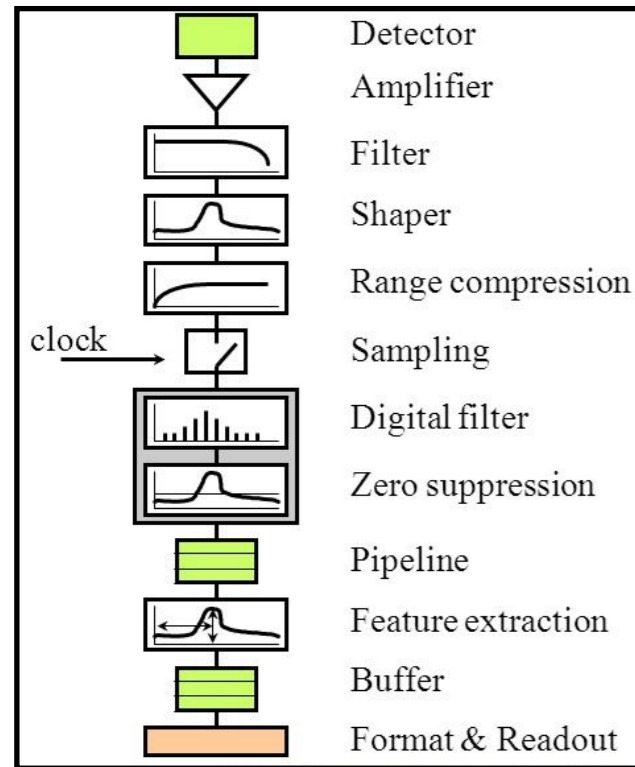 Detector
Amplifier
Filter
Shaper
Range compression
clock
Sampling
Digital filter
Zero suppression
Pipeline
Feature extraction
Buffer
Format & Readout